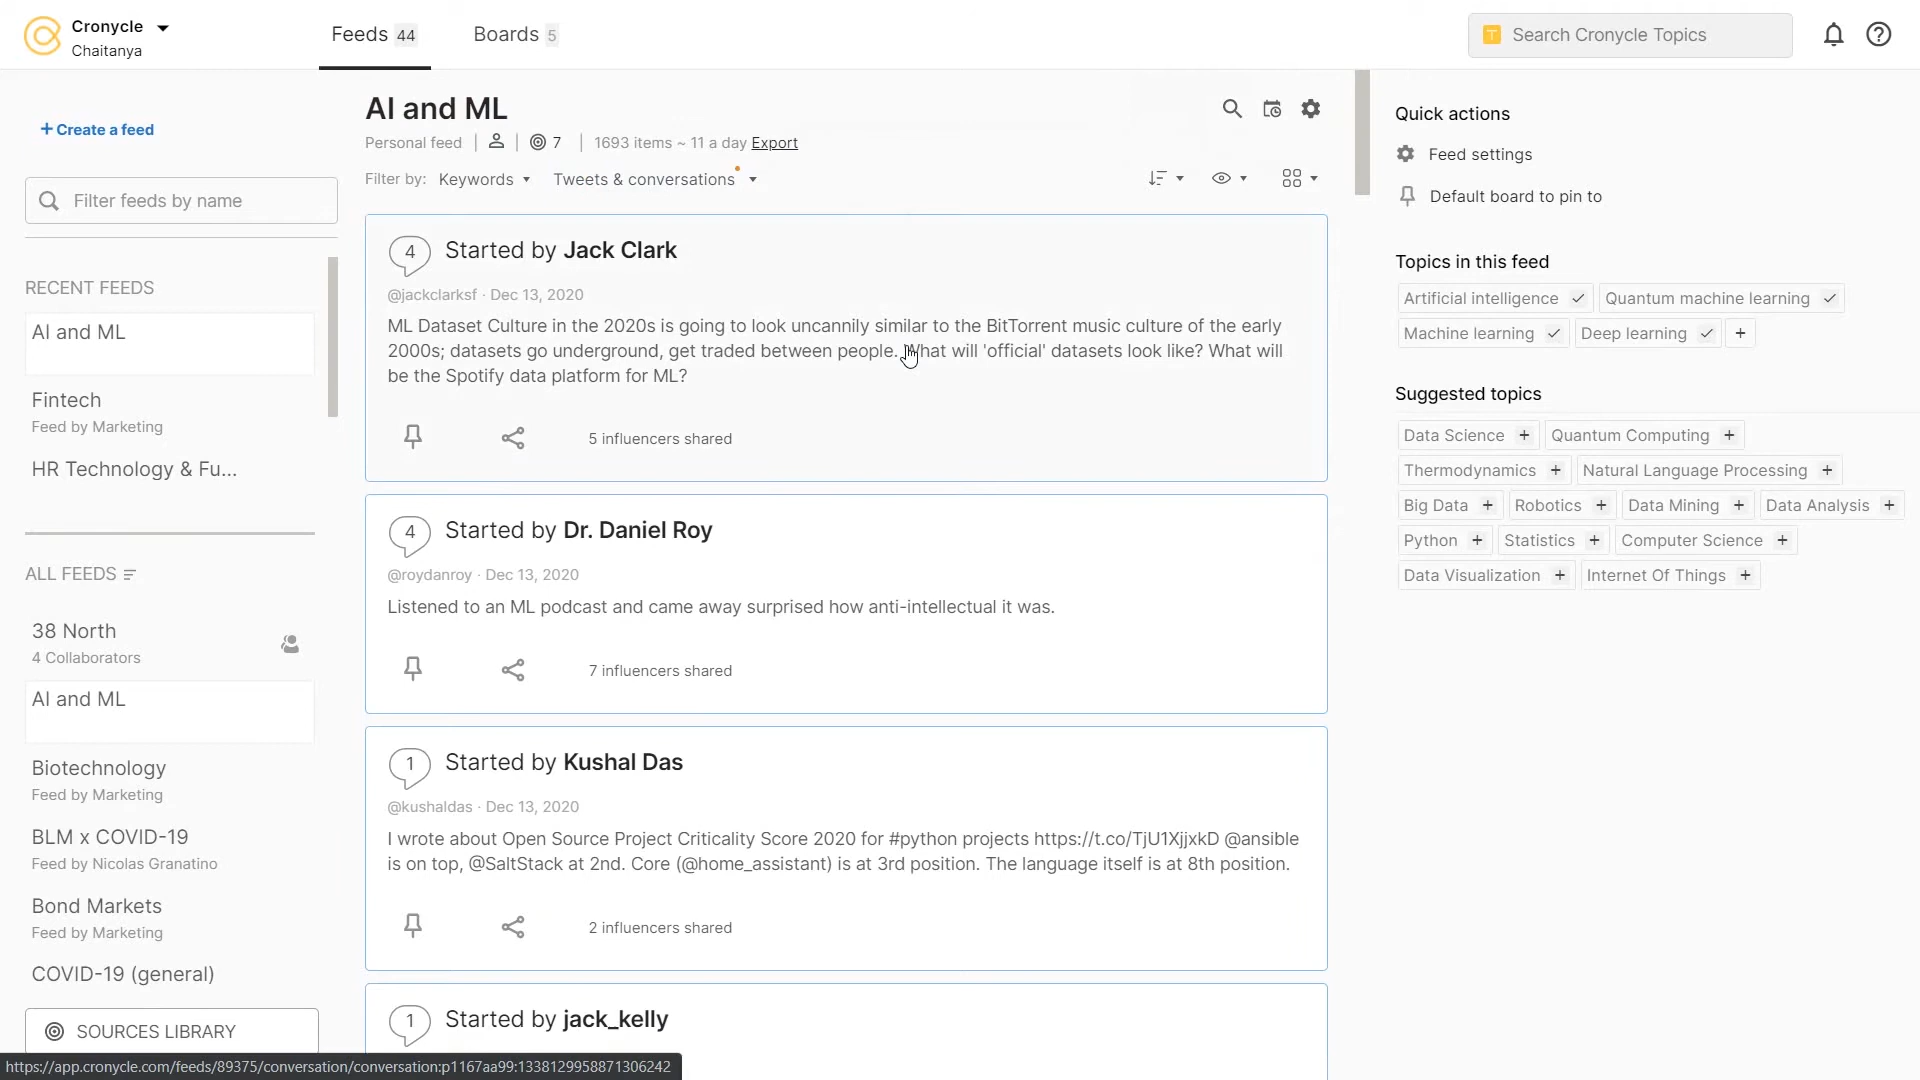 Cronycle
Chaitanya
Feeds 44
Boards 5
T Search Cronycle Topics
+ Create a feed
Filter feeds by name
RECENT FEEDS
AI and ML
Fintech
Feed by Marketing
HR Technology & Fu...
ALL FEEDS
38 North
4 Collaborators
AI and ML
Biotechnology
Feed by Marketing
BLM x COVID-19
Feed by Nicolas Granatino
Bond Markets
Feed by Marketing
COVID-19 (general)
SOURCES LIBRARY
AI and ML
Personal feed | | 7 | 1693 items ~ 11 a day Export
Filter by: Keywords Tweets & conversations
4 Started by Jack Clark
@jackclarksf · Dec 13, 2020
ML Dataset Culture in the 2020s is going to look uncannily similar to the BitTorrent music culture of the early
2000s; datasets go underground, get traded between people. What will 'official' datasets look like? What will
be the Spotify data platform for ML?
5 influencers shared
4 Started by Dr. Daniel Roy
@roydanroy · Dec 13, 2020
Listened to an ML podcast and came away surprised how anti-intellectual it was.
7 influencers shared
1 Started by Kushal Das
@kushaldas · Dec 13, 2020
I wrote about Open Source Project Criticality Score 2020 for #python projects https://t.co/TjU1XjjxkD @ansible
is on top, @SaltStack at 2nd. Core (@home_assistant) is at 3rd position. The language itself is at 8th position.
2 influencers shared
1 Started by jack_kelly
Quick actions
Feed settings
Default board to pin to
Topics in this feed
Artificial intelligence Quantum machine learning
Machine learning Deep learning +
Suggested topics
Data Science + Quantum Computing +
Thermodynamics + Natural Language Processing +
Big Data + Robotics + Data Mining + Data Analysis +
Python + Statistics + Computer Science +
Data Visualization + Internet Of Things +
https://app.cronycle.com/feeds/89375/conversation/conversation:p1167aa99:1338129958871306242